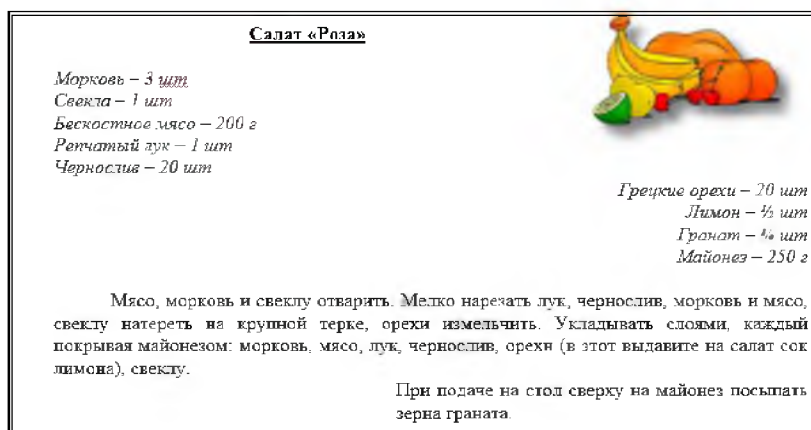 Салат «Роза»
Морковь – 3 шт
Свекла – 1 шт
Бескостное мясо – 200 г
Репчатый лук – 1 шт
Чернослив – 20 шт
Грецкие орехи – 20 шт
Лимон – ½ шт
Гранат – шт
Майонез – 250 г
Мясо, морковь и свеклу отварить. Мелко нарезать лук, чернослив, морковь и мясо,
свеклу натереть на крупной терке, орехи измельчить. Укладывать слоями, каждый
покрывая майонезом: морковь, мясо, лук, чернослив, орехи (в этот выдавите на салат сок
лимона), свеклу.
При подаче на стол сверху на майонез посыпать
зерна граната.